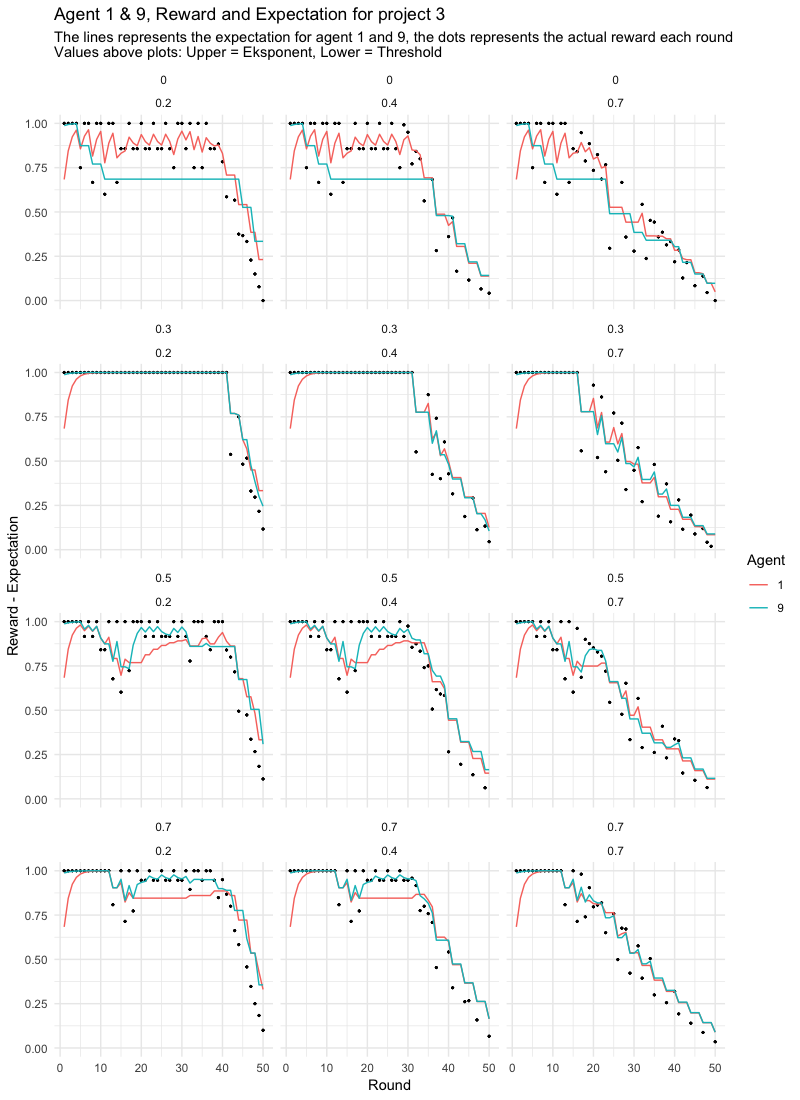 Agent 1 & 9, Reward and Expectation for project 3
The lines represents the expectation for agent 1 and 9, the dots represents the actual reward each round
Values above plots: Upper = Eksponent, Lower = Threshold
0 0 0
0.2 0.4 0.7
1.00
0.75
0.50
0.25
0.00
0.3 0.3 0.3
0.2 0.4 0.7
1.00
0.75
0.50
0.25
0.00
Reward - Expectation
Agent
1
9
0.5 0.5 0.5
0.2 0.4 0.7
1.00
0.75
0.50
0.25
0.00
0.7 0.7 0.7
0.2 0.4 0.7
1.00
0.75
0.50
0.25
0.00
0 10 20 30 40 50 0 10 20 30 40 50 0 10 20 30 40 50
Round